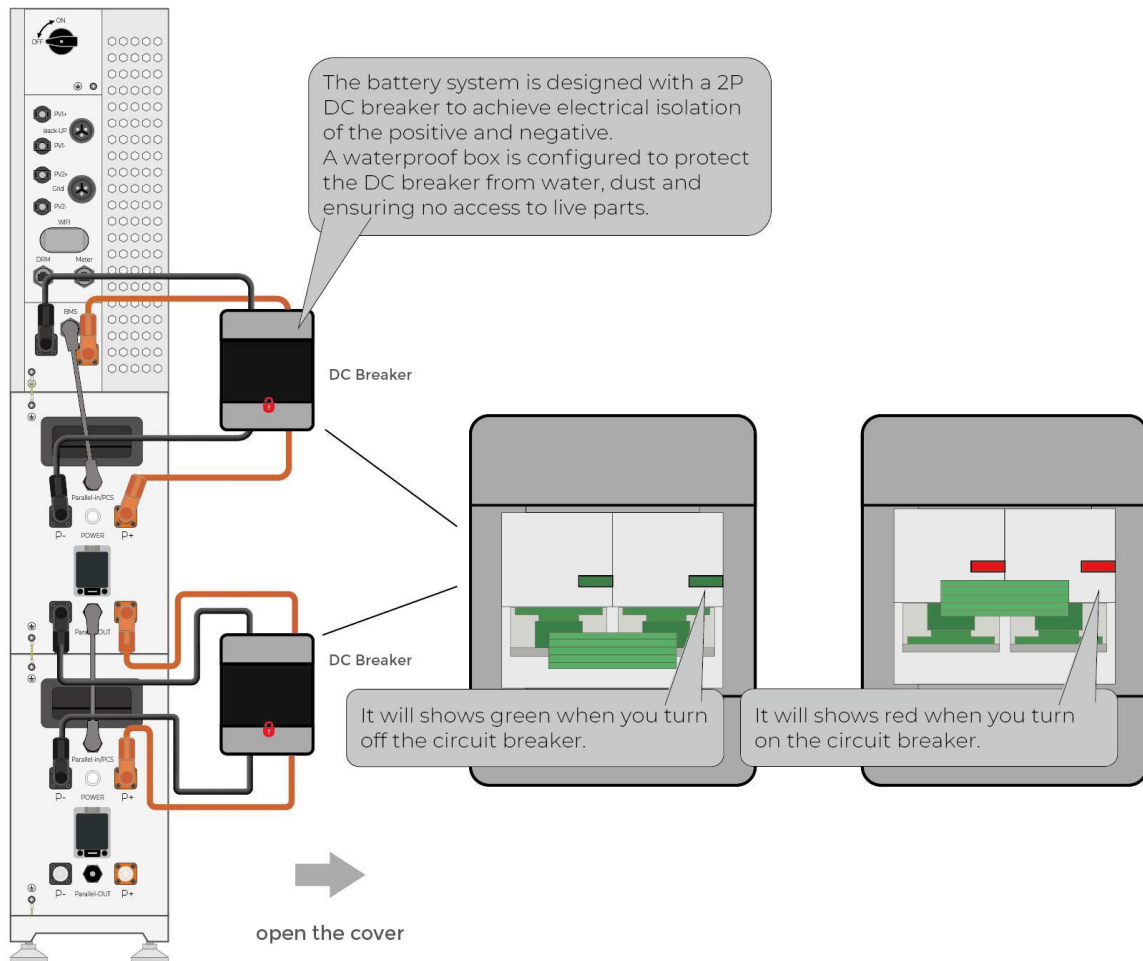 ON
OFF
PV1+
Back-UP
PV1-
PV2+
Grid
PV2-
WIFI
DRM
Meter
BMS
The battery system is designed with a 2P
DC breaker to achieve electrical isolation
of the positive and negative.
A waterproof box is configured to protect
the DC breaker from water, dust and
ensuring no access to live parts.
DC Breaker
Parallel-in/PCS
P-
POWER
P+
Parallel-OUT
DC Breaker
Parallel-in/PCS
P-
POWER
P+
P-
Parallel-OUT
P+
It will shows green when you turn
off the circuit breaker.
It will shows red when you turn
on the circuit breaker.
open the cover